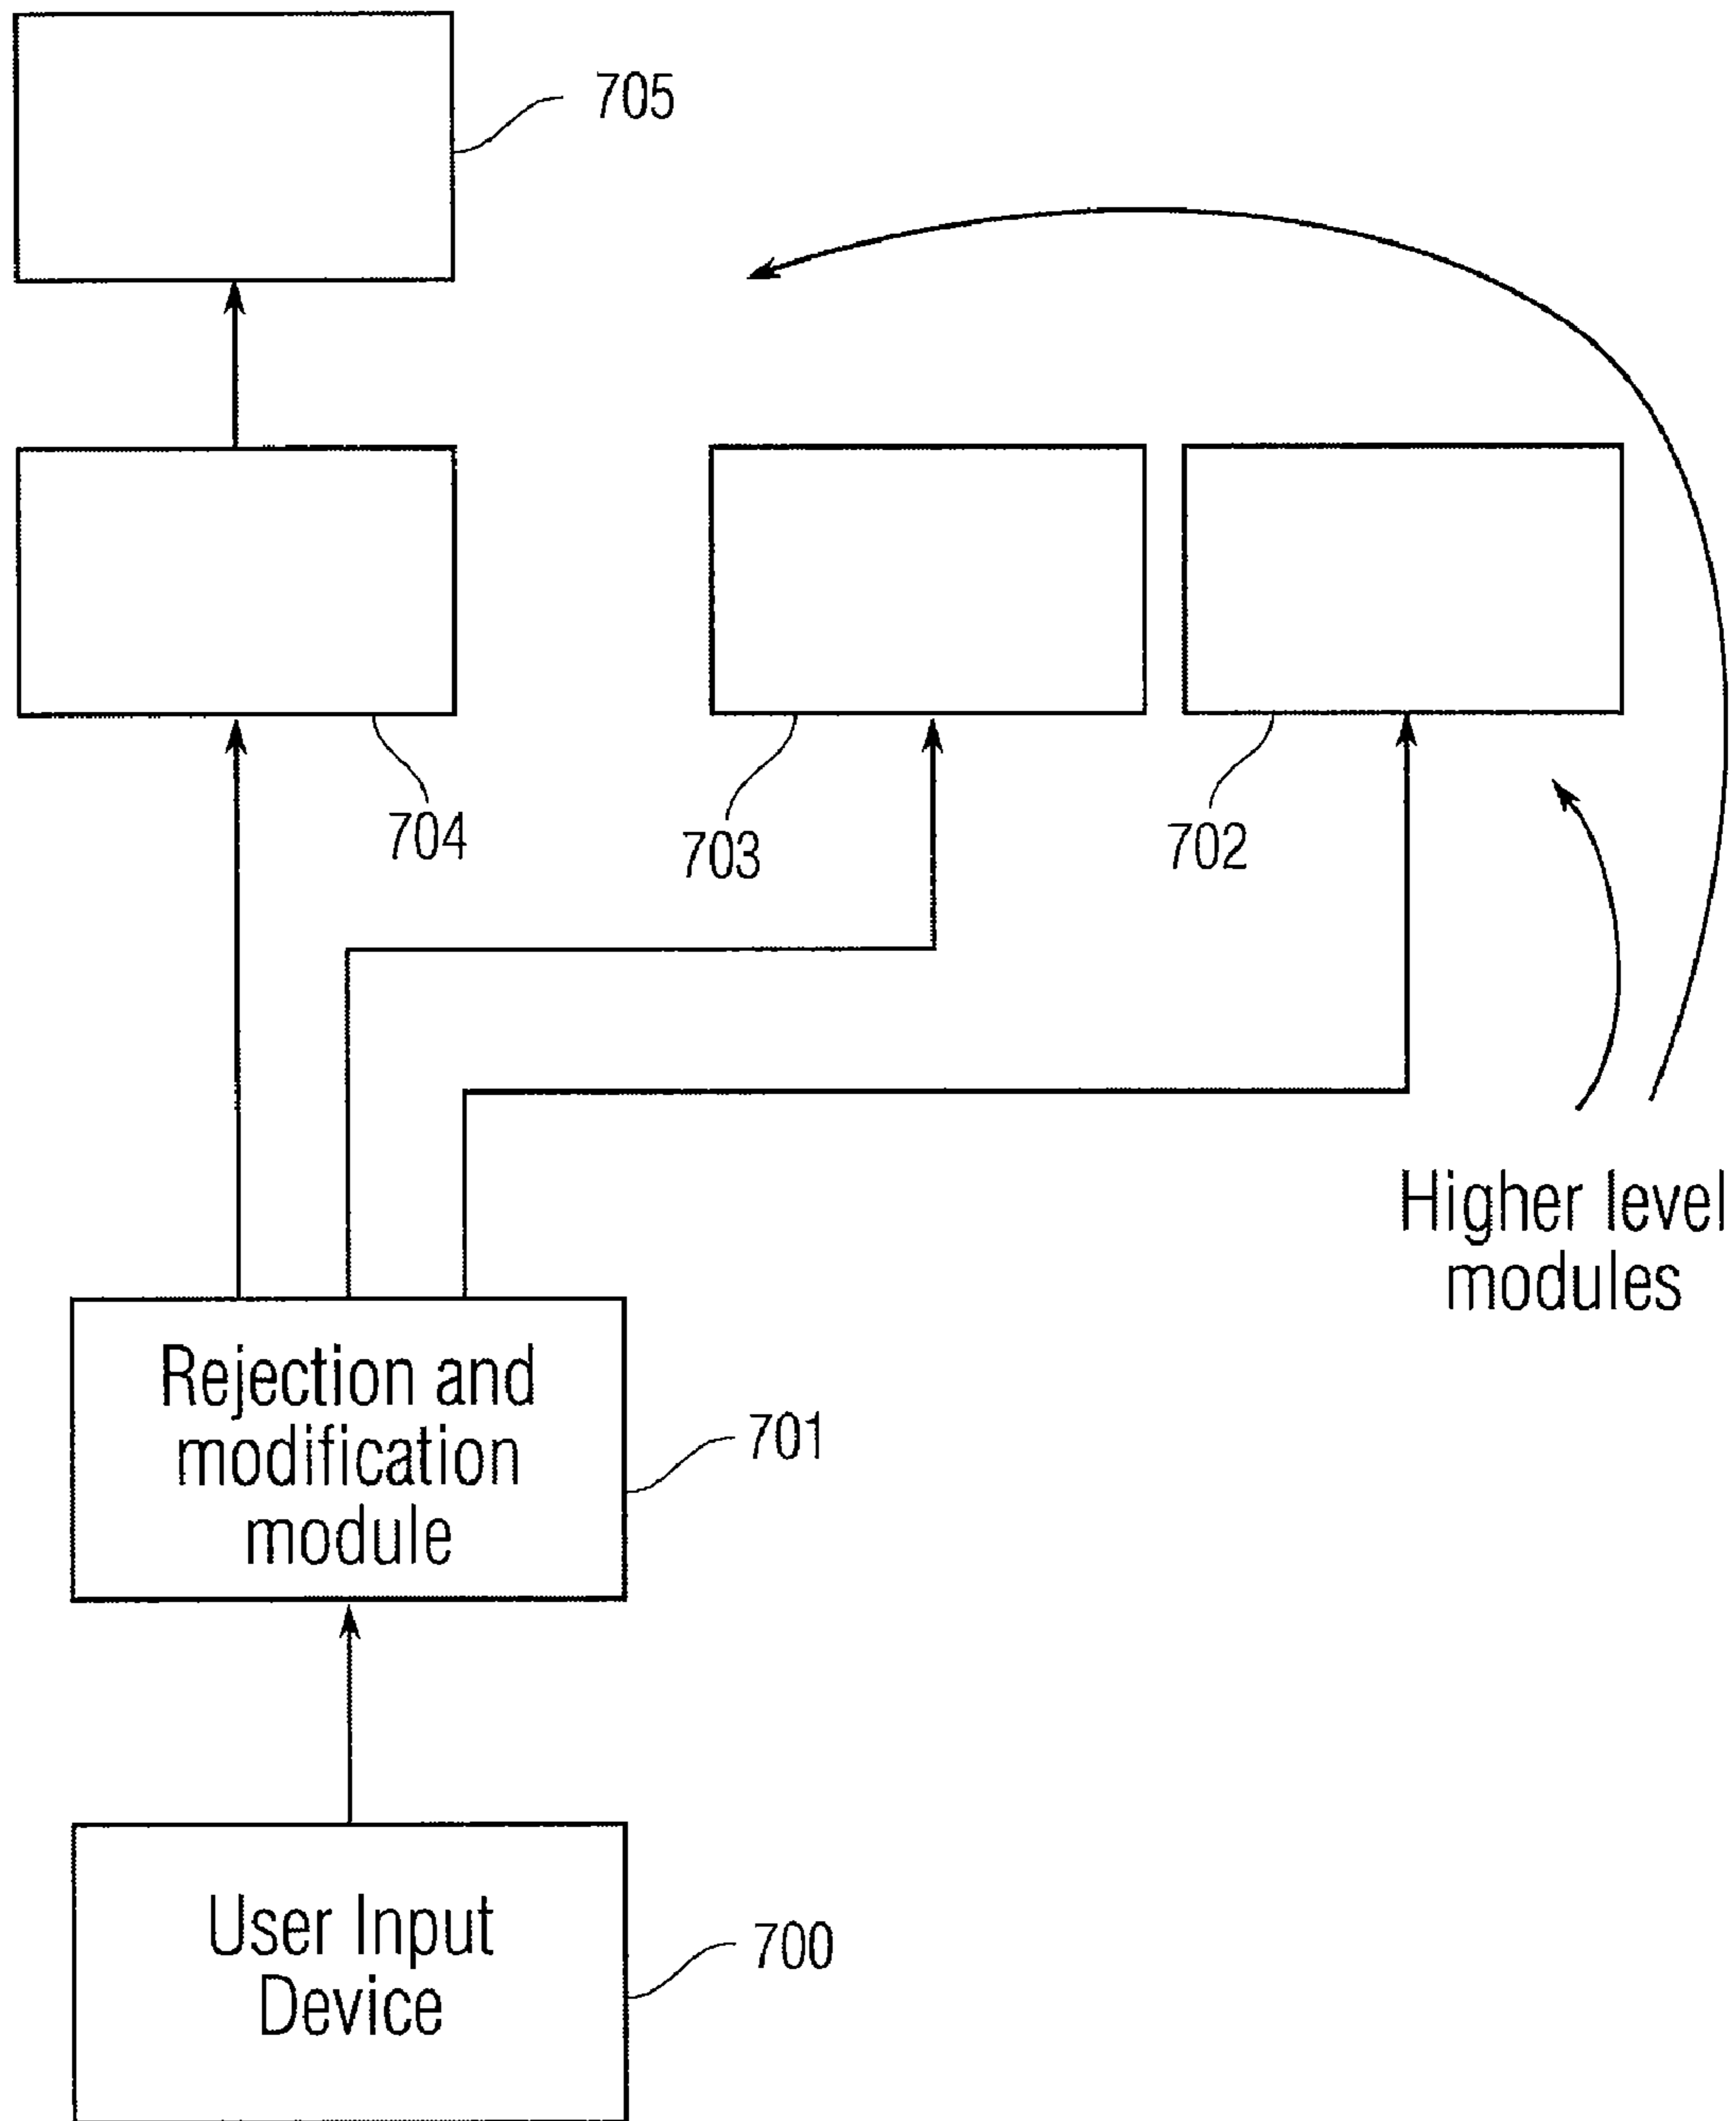 705
704
703
702
Higher level
modules
Rejection and
modification
module
701
User Input
Device
700